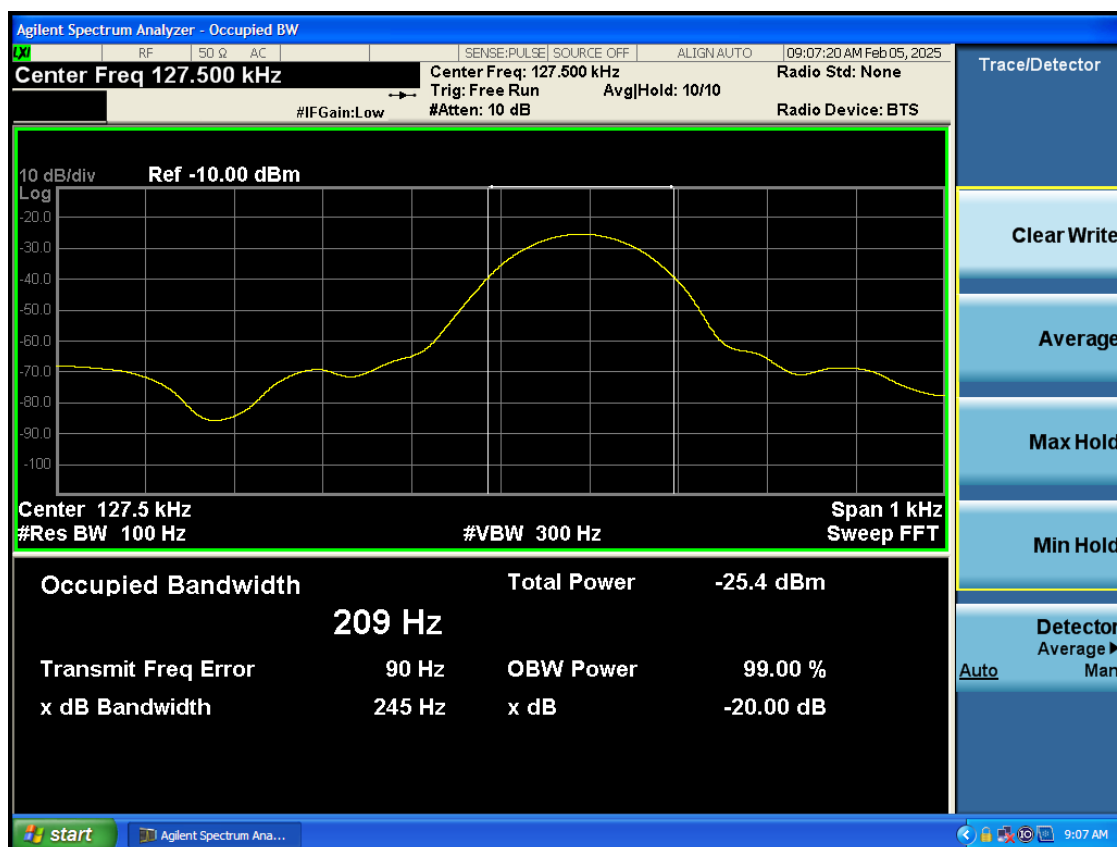 Agilent Spectrum Analyzer - Occupied BW
LXI RF 50 Ω AC SENSE:PULSE SOURCE OFF ALIGN AUTO 09:07:20 AM Feb 05, 2025
Center Freq 127.500 kHz
Center Freq: 127.500 kHz Radio Std: None
Trig: Free Run Avg|Hold: 10/10
#IFGain:Low #Atten: 10 dB Radio Device: BTS
Trace/Detector
10 dB/div Ref -10.00 dBm
Log
-20.0
-30.0
-40.0
-50.0
-60.0
-70.0
-80.0
-90.0
-100
Center 127.5 kHz Span 1 kHz
#Res BW 100 Hz #VBW 300 Hz Sweep FFT
Occupied Bandwidth Total Power -25.4 dBm
209 Hz
Transmit Freq Error 90 Hz OBW Power 99.00 %
x dB Bandwidth 245 Hz x dB -20.00 dB
Clear Write
Average
Max Hold
Min Hold
Detector
Average
Auto Man
start Agilent Spectrum Ana... 9:07 AM